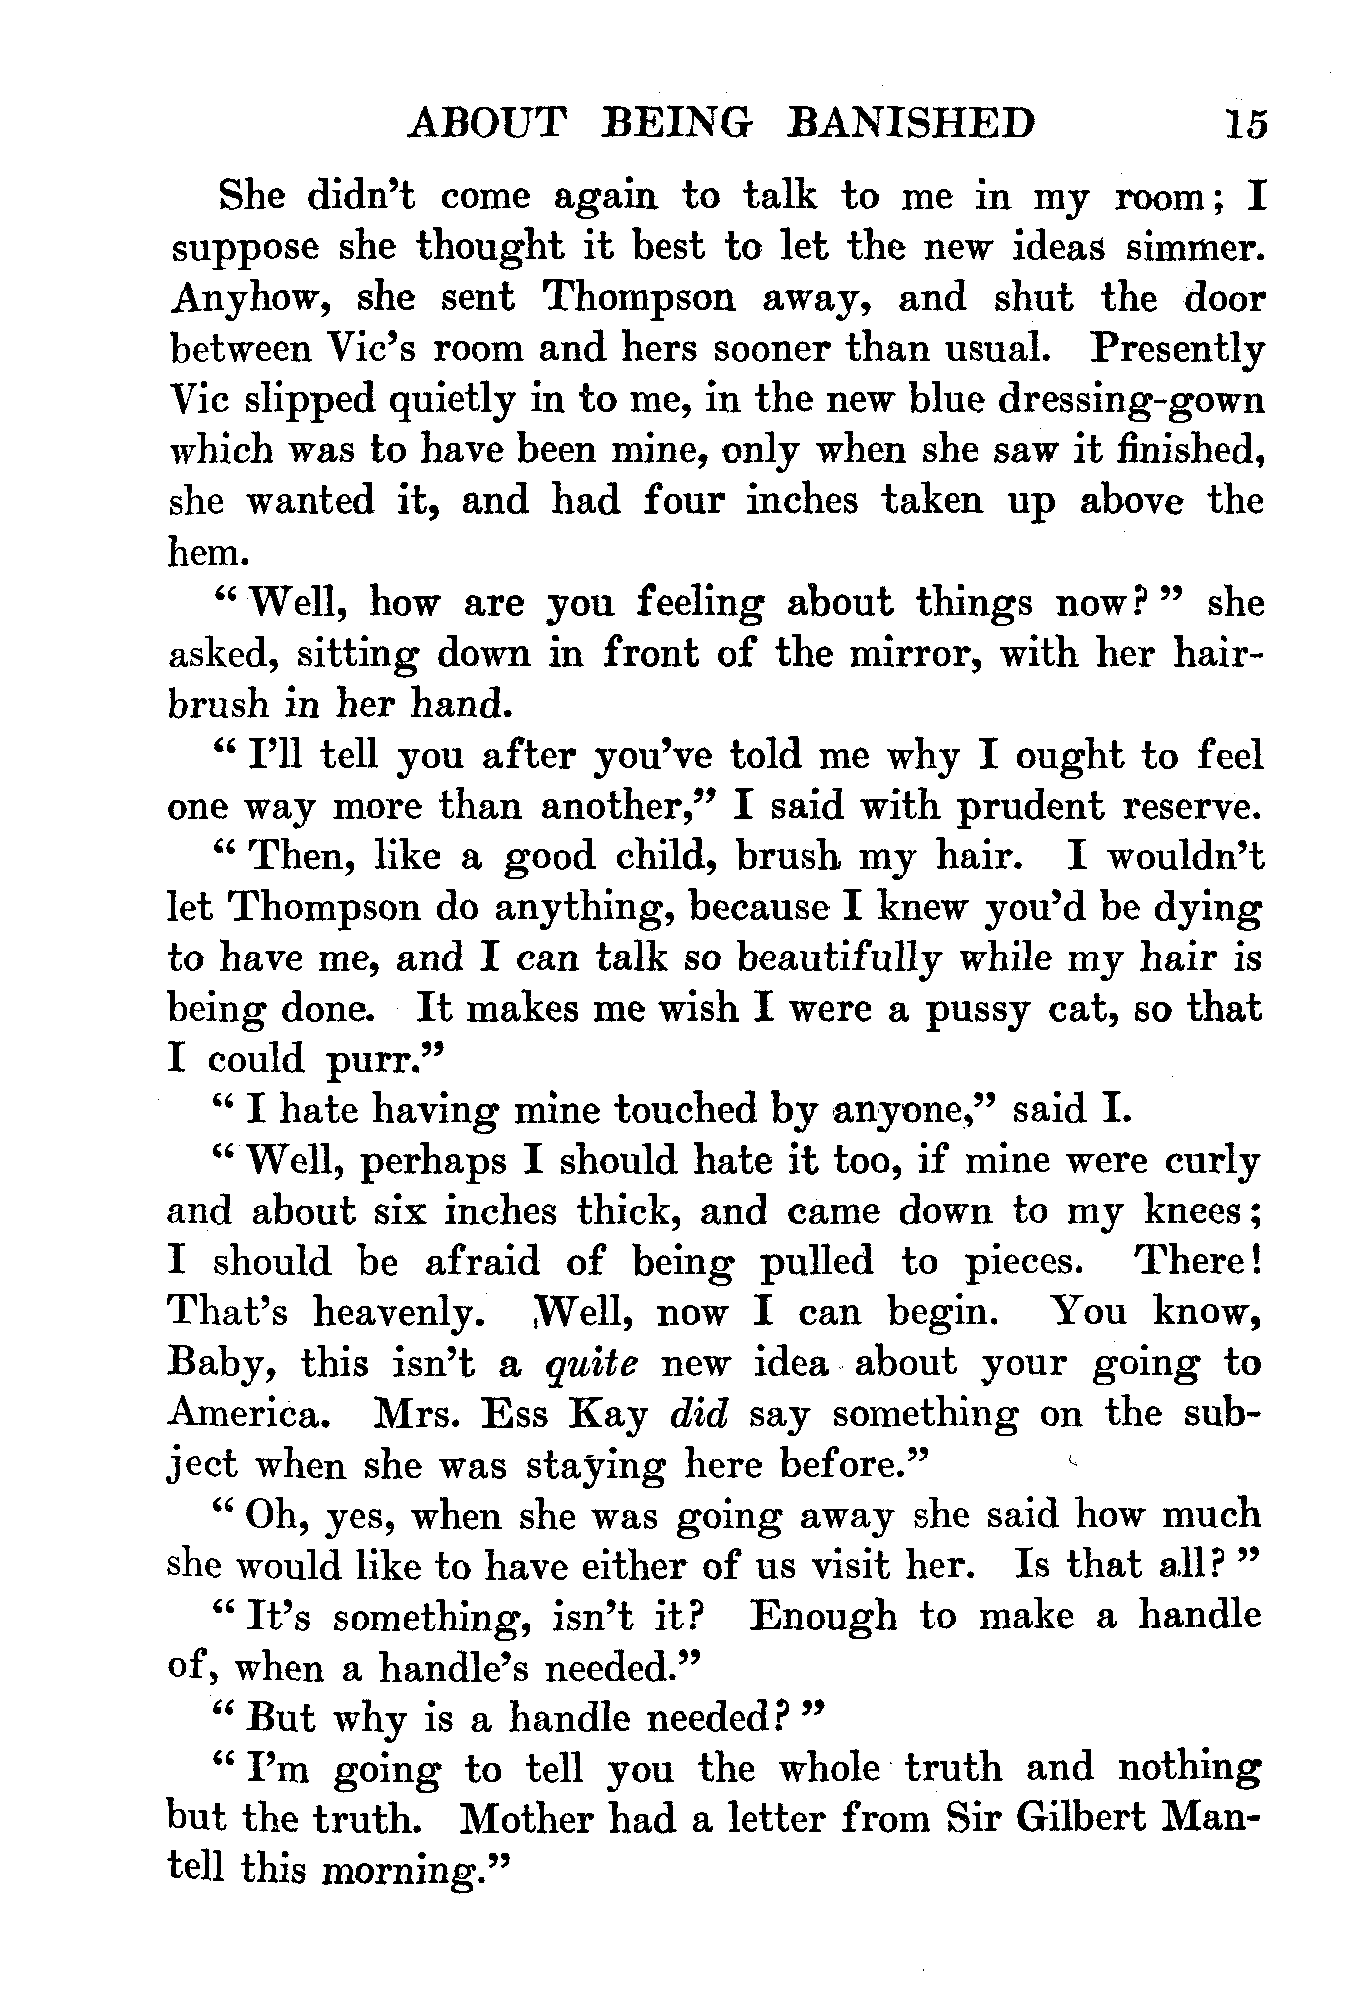 ABOUT BEING BANISHED 15
She didn't come again to talk to me in my room; I
suppose she thought it best to let the new ideas simmer.
Anyhow, she sent Thompson away, and shut the door
between Vic's room and hers sooner than usual. Presently
Vic slipped quietly in to me, in the new blue dressing-gown
which was to have been mine, only when she saw it finished,
she wanted it, and had four inches taken up above the
hem.
"Well, how are you feeling about things now?" she
asked, sitting down in front of the mirror, with her hair-
brush in her hand.
"I'll tell you after you've told me why I ought to feel
one way more than another," I said with prudent reserve.
"Then, like a good child, brush my hair. I wouldn't
let Thompson do anything, because I knew you'd be dying
to have me, and I can talk so beautifully while my hair is
being done. It makes me wish I were a pussy cat, so that
I could purr."
"I hate having mine touched by anyone," said I.
"Well, perhaps I should hate it too, if mine were curly
and about six inches thick, and came down to my knees;
I should be afraid of being pulled to pieces. There!
That's heavenly. Well, now I can begin. You know,
Baby, this isn't a quite new idea about your going to
America. Mrs. Ess Kay did say something on the sub-
ject when she was staying here before."
"Oh, yes, when she was going away she said how much
she would like to have either of us visit her. Is that all?"
"It's something, isn't it? Enough to make a handle
of, when a handle's needed."
"But why is a handle needed?"
"I'm going to tell you the whole truth and nothing
but the truth. Mother had a letter from Sir Gilbert Man-
tell this morning."